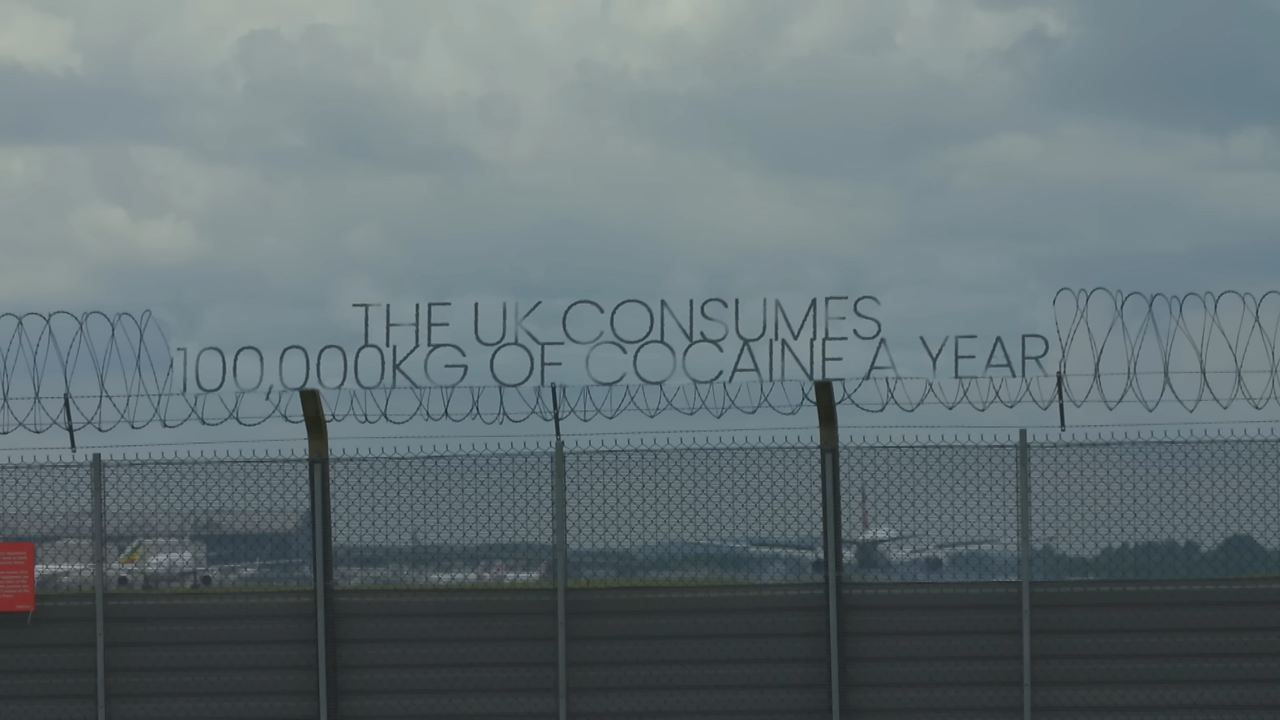 THE UK CONSUMES
100,000KG OF COCAINE A YEAR